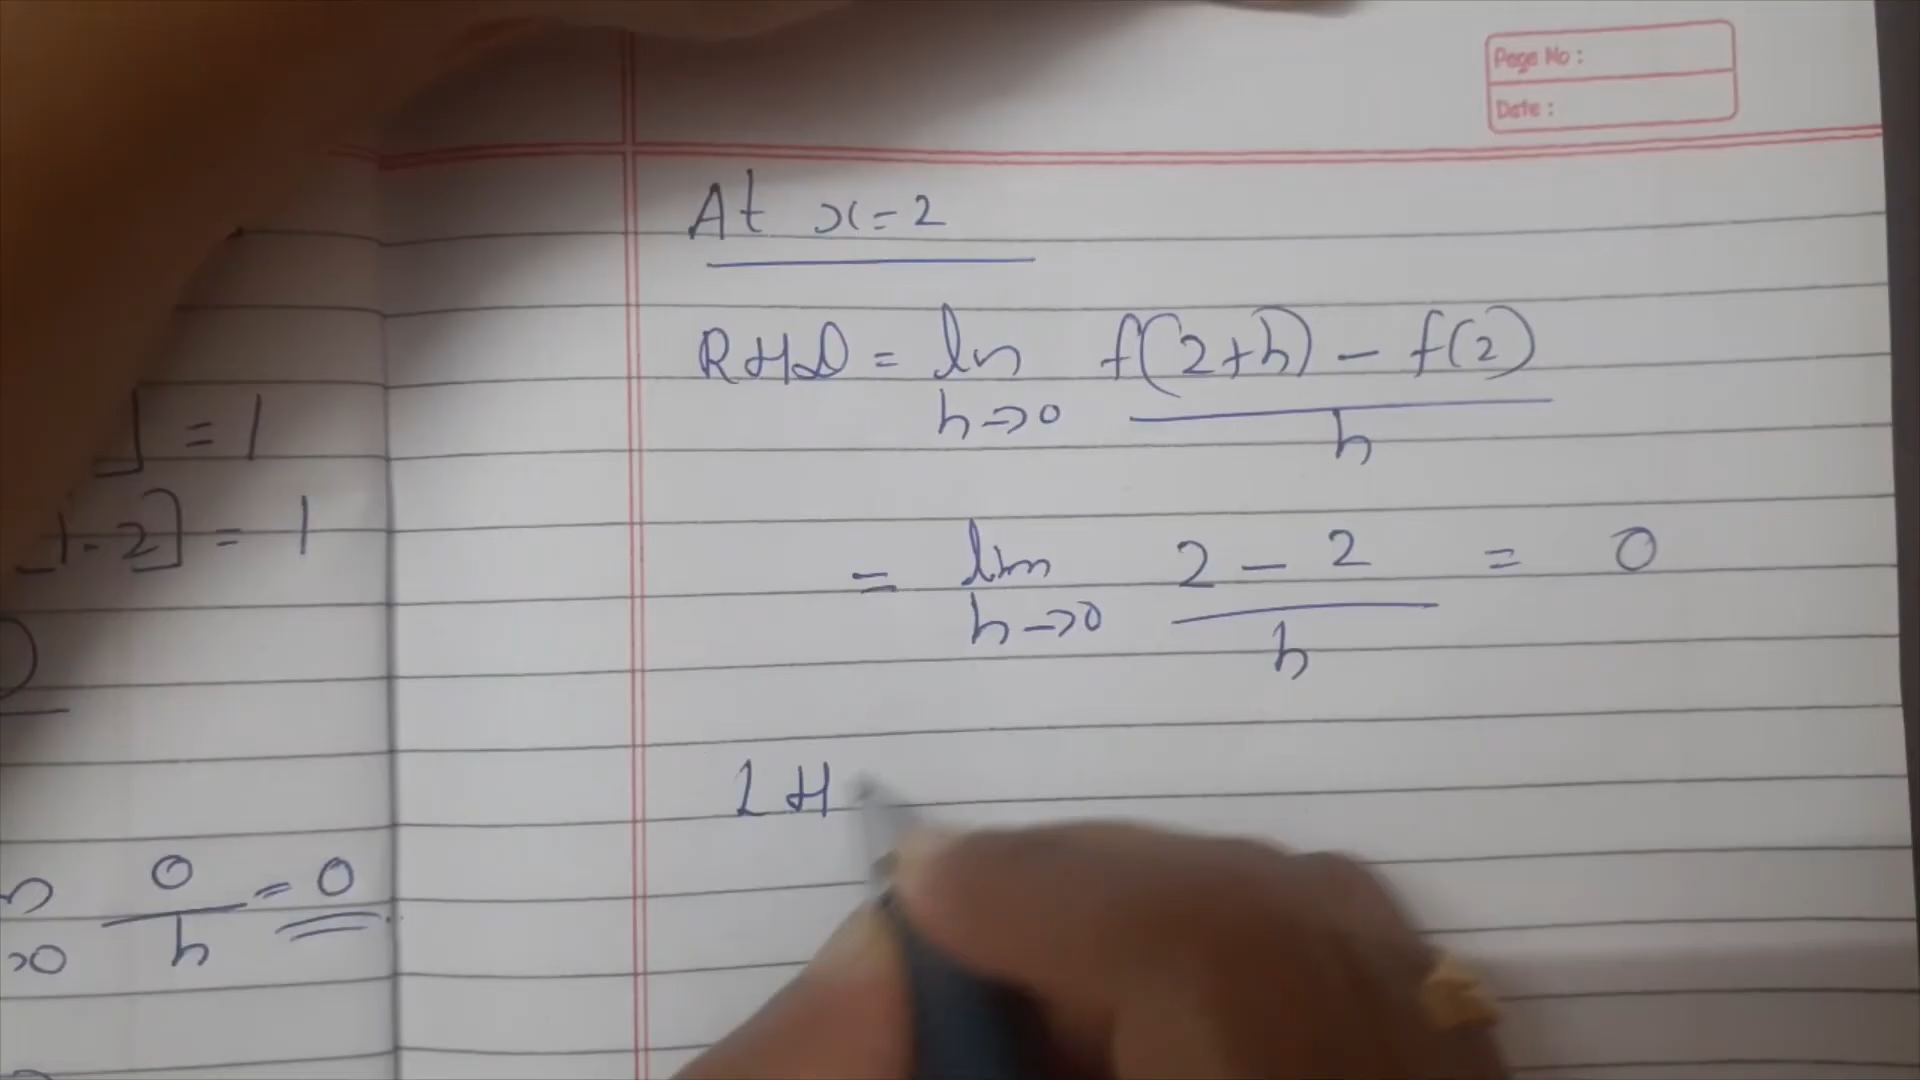 Page No :
Date :
] = 1
1.2] = 1
0
h
= 0
At x=2
RHD = lm f(2+h) - f(2)
h→0 h
= lim 2 - 2 = 0
h→0 h
LH